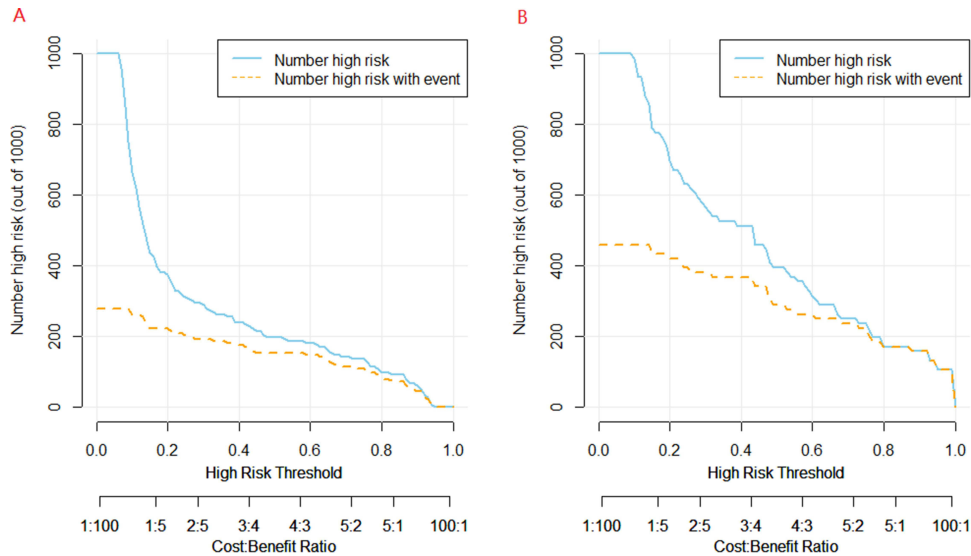 A
Number high risk
Number high risk with event
Number high risk (out of 1000)
1000
800
600
400
200
0
0.0 0.2 0.4 0.6 0.8 1.0
High Risk Threshold
1:100 1:5 2:5 3:4 4:3 5:2 5:1 100:1
Cost:Benefit Ratio
B
Number high risk
Number high risk with event
Number high risk (out of 1000)
1000
800
600
400
200
0
0.0 0.2 0.4 0.6 0.8 1.0
High Risk Threshold
1:100 1:5 2:5 3:4 4:3 5:2 5:1 100:1
Cost:Benefit Ratio